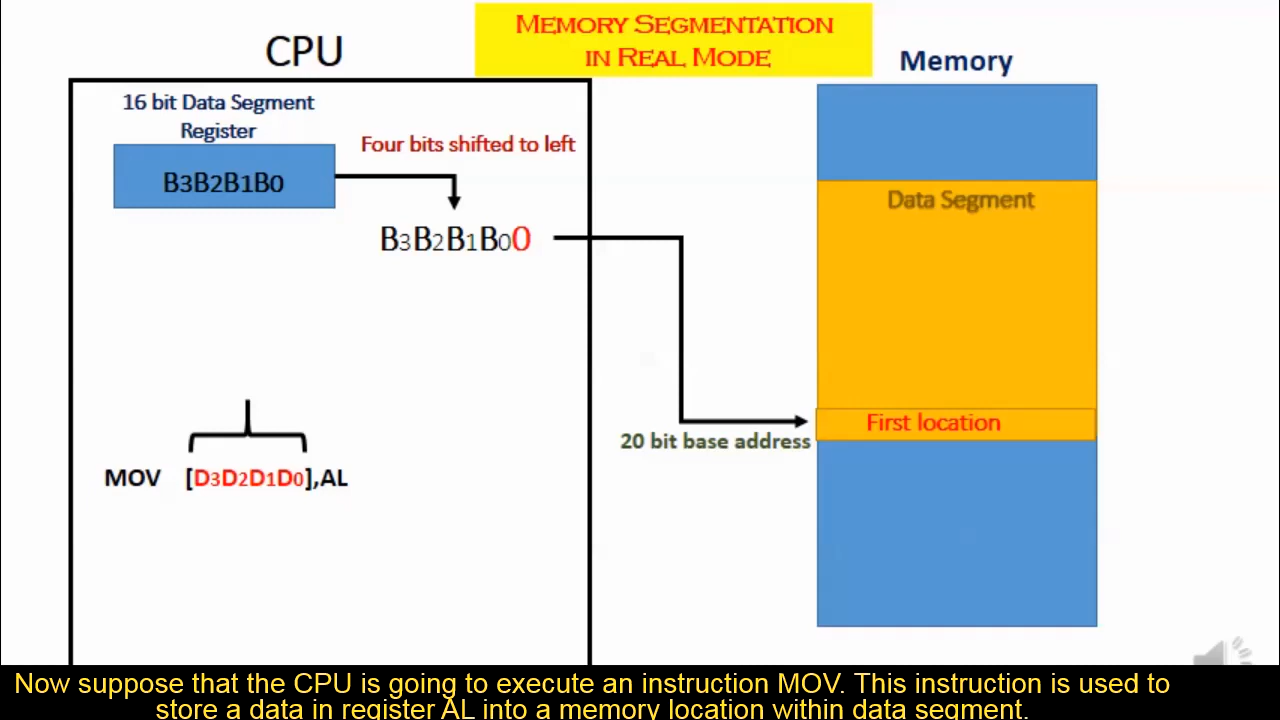 MEMORY SEGMENTATION
IN REAL MODE
CPU
Memory
16 bit Data Segment
Register
Four bits shifted to left
B3B2B1B0
B3B2B1B00
Data Segment
First location
20 bit base address
MOV [D3D2D1D0],AL
Now suppose that the CPU is going to execute an instruction MOV. This instruction is used to
store a data in register AL into a memory location within data segment.